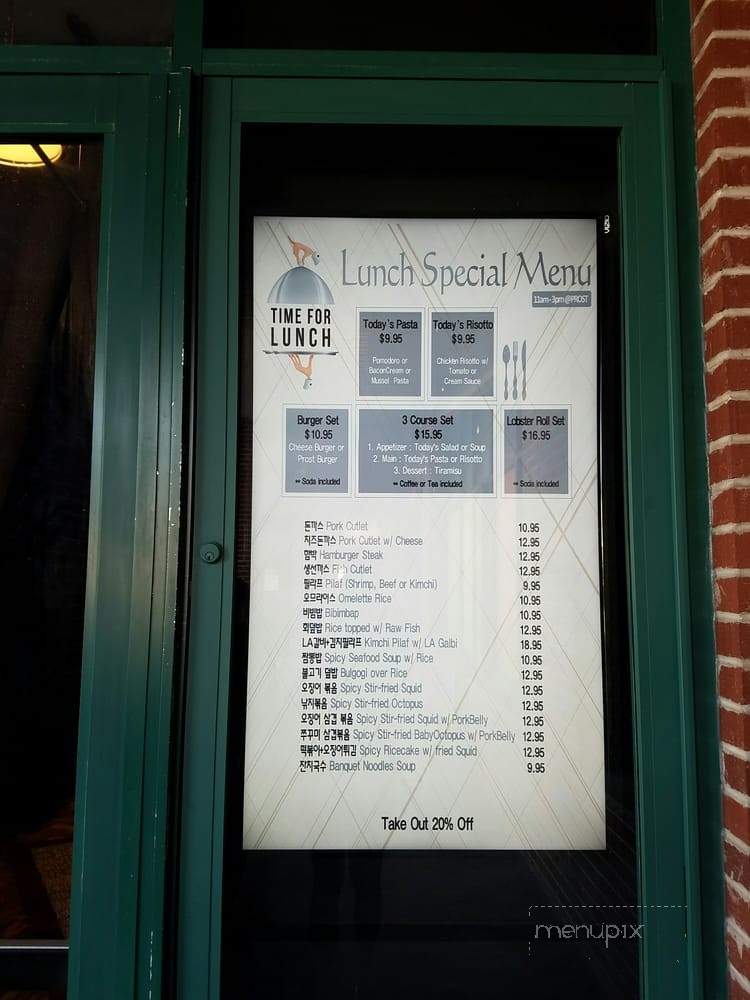 VIZIO
Lunch Special Menu
11am-3pm @PROST
TIME FOR
LUNCH
Today's Pasta
$9.95
Pomodoro or
BaconCream or
Mussel Pasta
Today's Risotto
$9.95
Chicken Risotto w/
Tomato or
Cream Sauce
Burger Set
$10.95
Cheese Burger or
Prost Burger
** Soda included
3 Course Set
$15.95
1. Appetizer : Today's Salad or Soup
2. Main : Today's Pasta or Risotto
3. Dessert : Tiramisu
** Coffee or Tea included
Lobster Roll Set
$16.95
** Soda included
돈까스 Pork Cutlet 10.95
치즈돈까스 Pork Cutlet w/ Cheese 12.95
함박 Hamburger Steak 12.95
생선까스 Fish Cutlet 12.95
필라프 Pilaf (Shrimp, Beef or Kimchi) 9.95
오므라이스 Omelette Rice 10.95
비빔밥 Bibimbap 10.95
회덮밥 Rice topped w/ Raw Fish 12.95
LA갈비+김치필라프 Kimchi Pilaf w/ LA Galbi 18.95
짬뽕밥 Spicy Seafood Soup w/ Rice 10.95
불고기 덮밥 Bulgogi over Rice 12.95
오징어 볶음 Spicy Stir-fried Squid 12.95
낙지볶음 Spicy Stir-fried Octopus 12.95
오징어 삼겹 볶음 Spicy Stir-fried Squid w/ PorkBelly 12.95
쭈꾸미 삼겹볶음 Spicy Stir-fried BabyOctopus w/ PorkBelly 12.95
떡볶이+오징어튀김 Spicy Ricecake w/ fried Squid 12.95
잔치국수 Banquet Noodles Soup 9.95
Take Out 20% Off
menupix